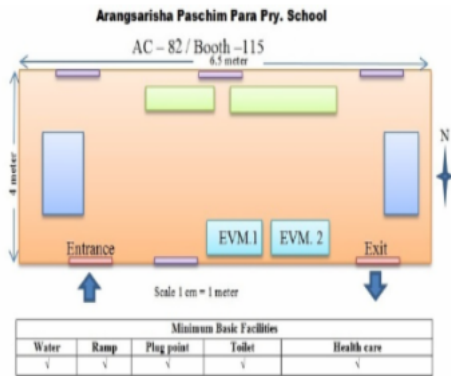 Arangsarisha Paschim Para Pry. School
AC – 82 / Booth –115
6.5 meter
4 meter
N
EVM.1 EVM. 2
Entrance Exit
Scale 1 cm = 1 meter
Minimum Basic Facilities
Water Ramp Plug point Toilet Health care
√ √ √ √ √